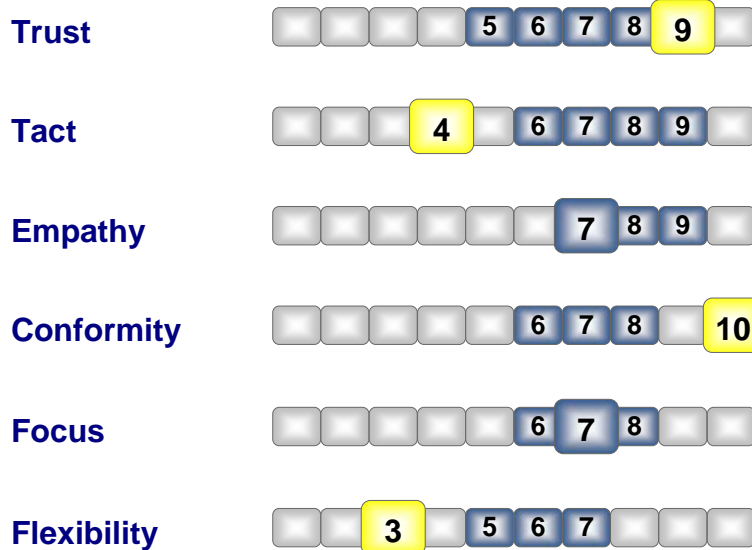 Trust 5 6 7 8 9
Tact 4 6 7 8 9
Empathy 7 8 9
Conformity 6 7 8 10
Focus 6 7 8
Flexibility 3 5 6 7